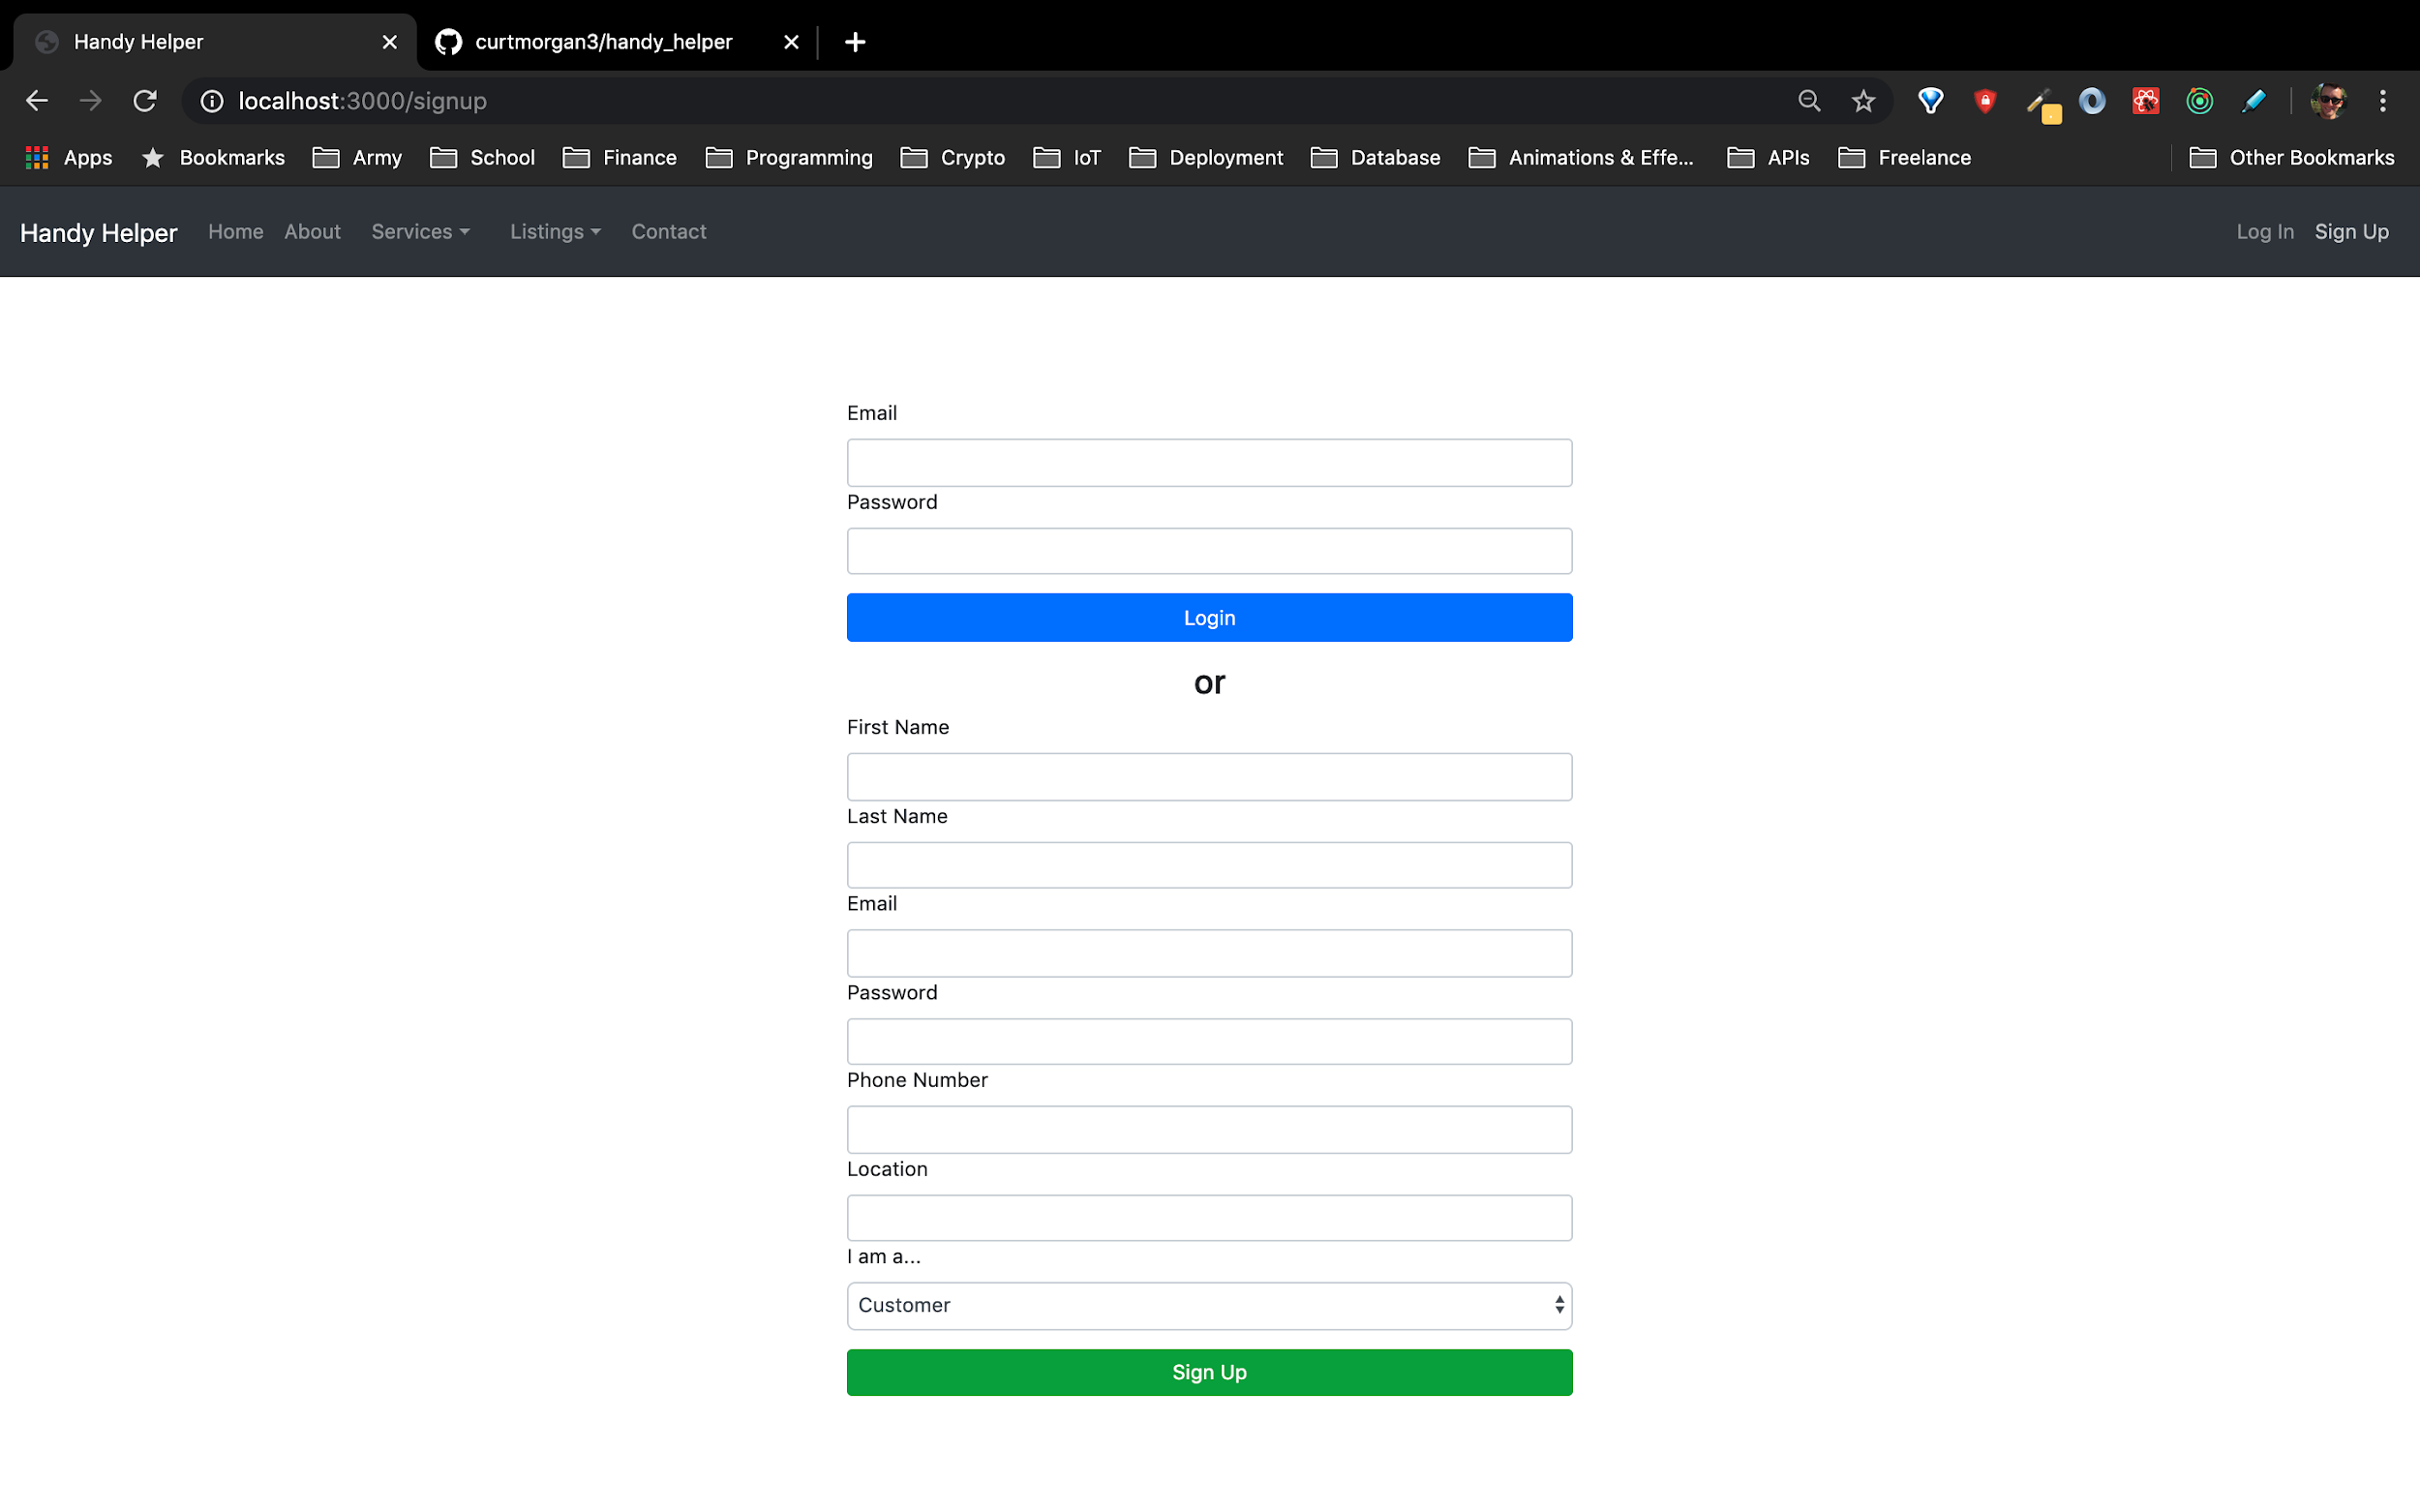 Handy Helper
curtmorgan3/handy_helper
localhost:3000/signup
Apps Bookmarks Army School Finance Programming Crypto IoT Deployment Database Animations & Effe... APIs Freelance Other Bookmarks
Handy Helper Home About Services Listings Contact Log In Sign Up
Email
Password
Login
or
First Name
Last Name
Email
Password
Phone Number
Location
I am a...
Customer
Sign Up